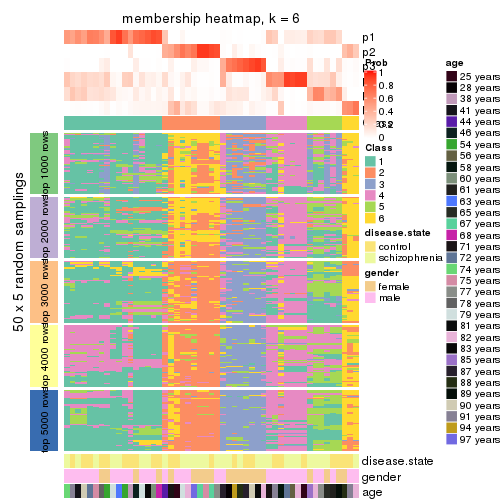 membership heatmap, k = 6
p1
p2
p3
Prob
1
0.8
0.6
0.4
0.2
0
Class
1
2
3
4
5
6
disease.state
control
schizophrenia
gender
female
male
age
25 years
28 years
38 years
41 years
44 years
46 years
54 years
56 years
58 years
60 years
61 years
63 years
65 years
67 years
68 years
71 years
72 years
74 years
75 years
77 years
78 years
79 years
81 years
82 years
83 years
85 years
87 years
88 years
89 years
90 years
91 years
94 years
97 years
50 x 5 random samplings
top 1000 rows
top 2000 rows
top 3000 rows
top 4000 rows
top 5000 rows
disease.state
gender
age